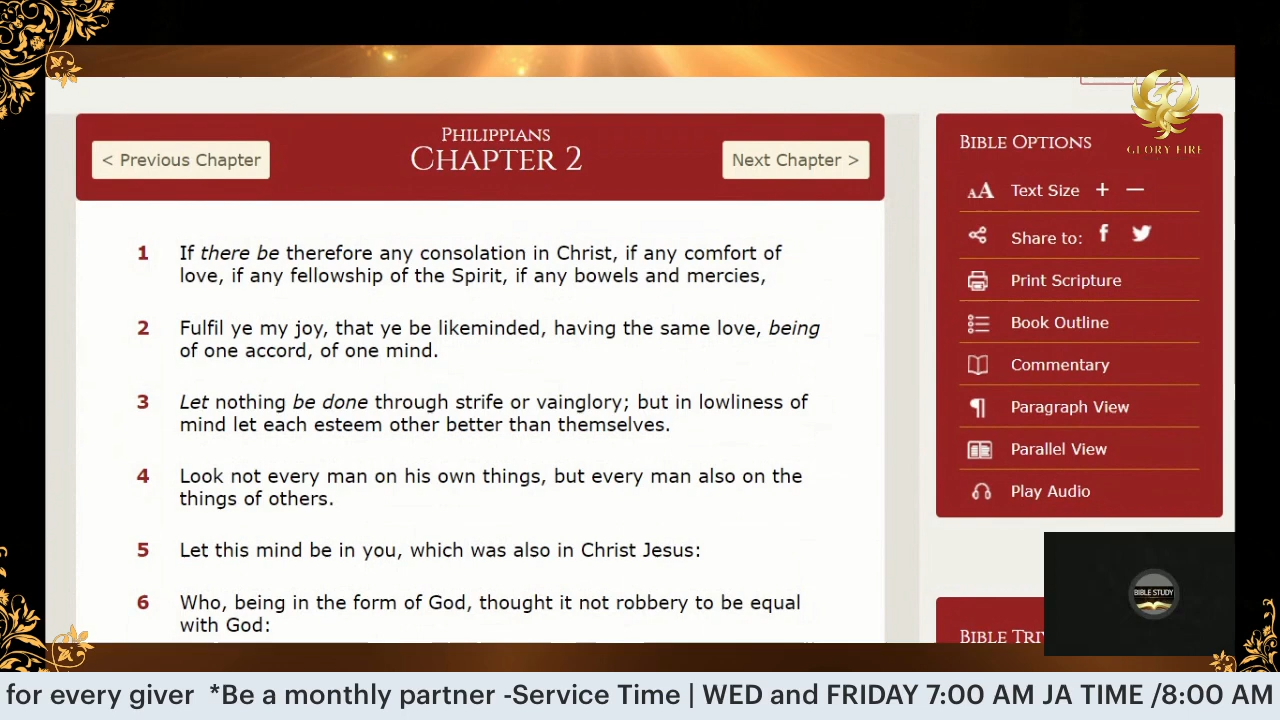 PHILIPPIANS
CHAPTER 2
< Previous Chapter
Next Chapter >
1 If there be therefore any consolation in Christ, if any comfort of
love, if any fellowship of the Spirit, if any bowels and mercies,
2 Fulfil ye my joy, that ye be likeminded, having the same love, being
of one accord, of one mind.
3 Let nothing be done through strife or vainglory; but in lowliness of
mind let each esteem other better than themselves.
4 Look not every man on his own things, but every man also on the
things of others.
5 Let this mind be in you, which was also in Christ Jesus:
6 Who, being in the form of God, thought it not robbery to be equal
with God:
BIBLE OPTIONS
GLORY FIRE
AA Text Size + −
Share to: f
Print Scripture
Book Outline
Commentary
¶ Paragraph View
Parallel View
Play Audio
BIBLE TRI
BIBLE STUDY
for every giver *Be a monthly partner -Service Time | WED and FRIDAY 7:00 AM JA TIME /8:00 AM